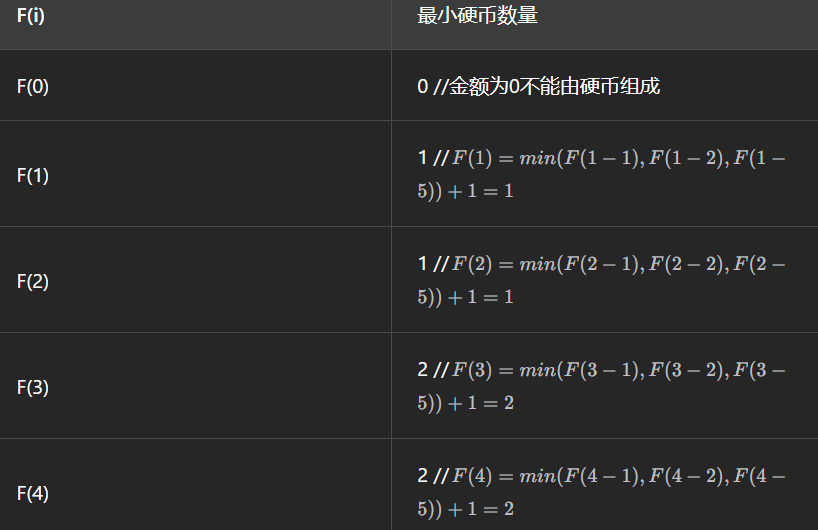 F(i) 最小硬币数量
F(0) 0 //金额为0不能由硬币组成
F(1) 1 //F(1) = min(F(1 − 1), F(1 − 2), F(1 −
5)) + 1 = 1
F(2) 1 //F(2) = min(F(2 − 1), F(2 − 2), F(2 −
5)) + 1 = 1
F(3) 2 //F(3) = min(F(3 − 1), F(3 − 2), F(3 −
5)) + 1 = 2
F(4) 2 //F(4) = min(F(4 − 1), F(4 − 2), F(4 −
5)) + 1 = 2